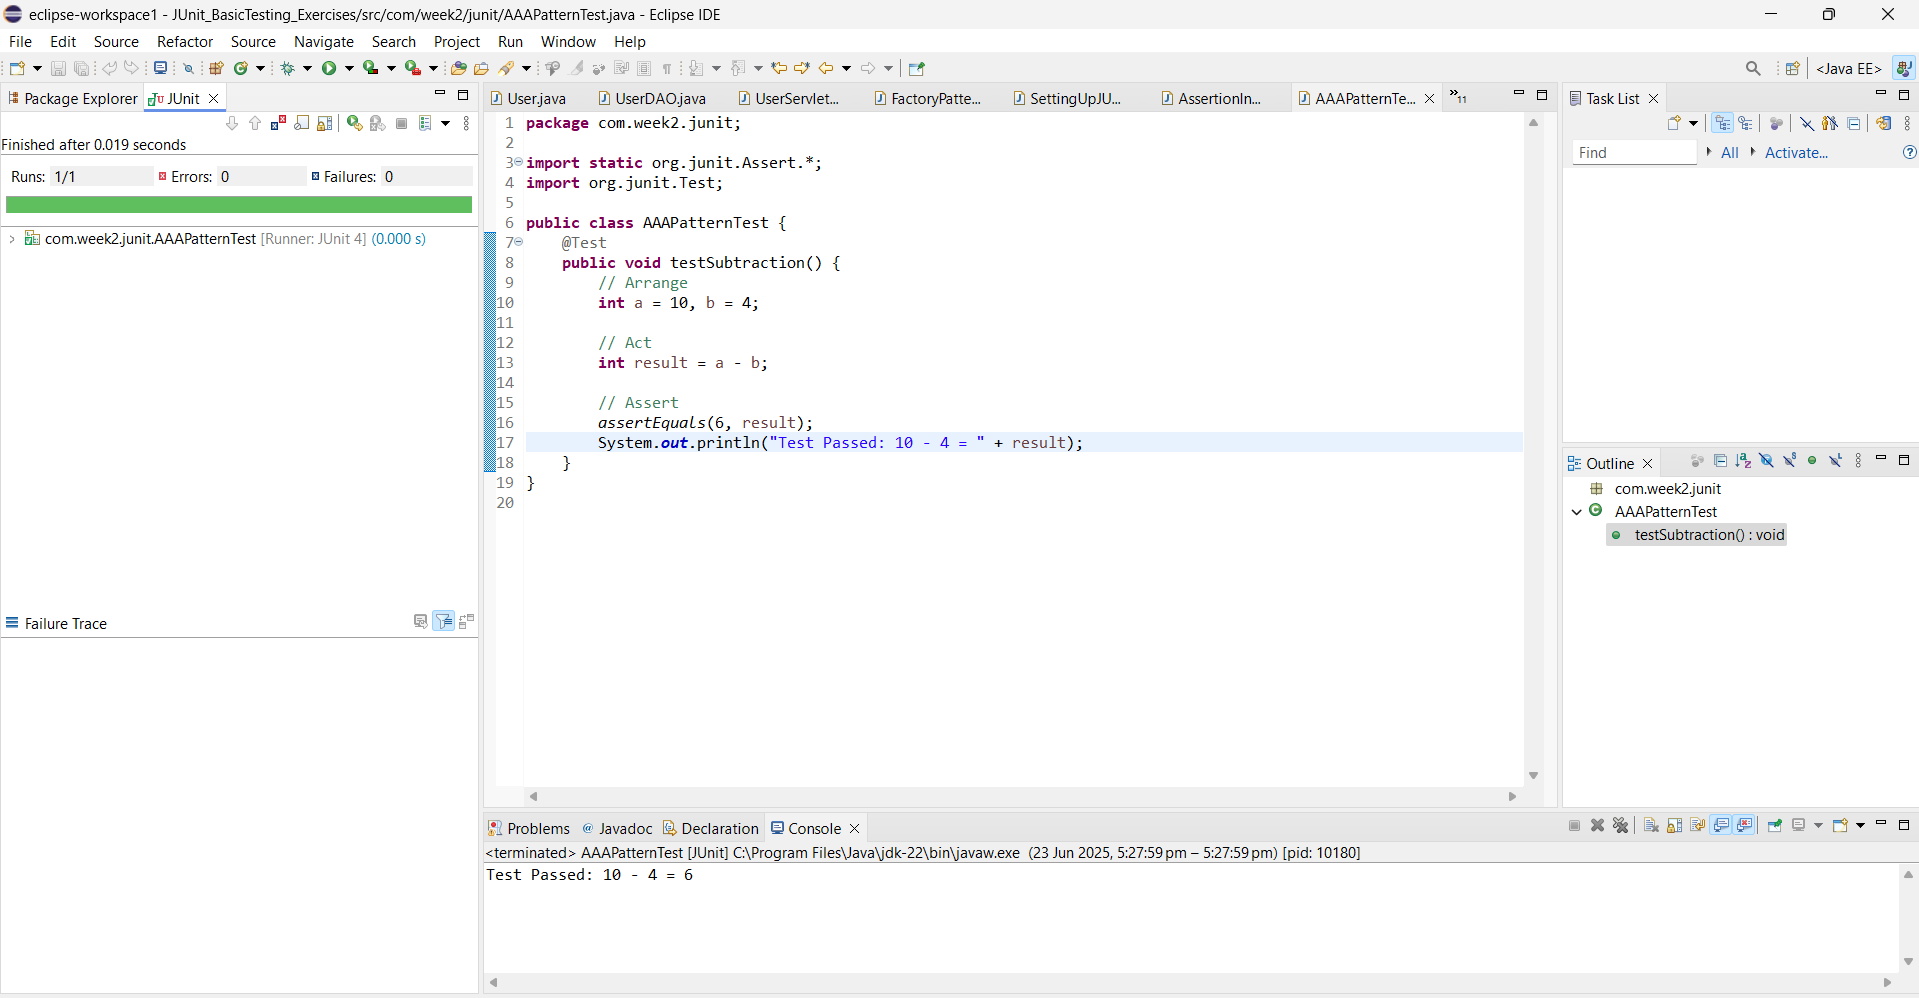 eclipse-workspace1 - JUnit_BasicTesting_Exercises/src/com/week2/junit/AAAPatternTest.java - Eclipse IDE
File Edit Source Refactor Source Navigate Search Project Run Window Help
<Java EE>
Package Explorer JUnit
Finished after 0.019 seconds
Runs: 1/1 Errors: 0 Failures: 0
com.week2.junit.AAAPatternTest [Runner: JUnit 4] (0.000 s)
Failure Trace
User.java UserDAO.java UserServlet... FactoryPatte... SettingUpJU... AssertionIn... AAAPatternTe... »11
1 package com.week2.junit;
2
3 import static org.junit.Assert.*;
4 import org.junit.Test;
5
6 public class AAAPatternTest {
7 @Test
8 public void testSubtraction() {
9 // Arrange
10 int a = 10, b = 4;
11
12 // Act
13 int result = a - b;
14
15 // Assert
16 assertEquals(6, result);
17 System.out.println("Test Passed: 10 - 4 = " + result);
18 }
19 }
20
Task List
Find All Activate...
Outline
com.week2.junit
AAAPatternTest
testSubtraction() : void
Problems @ Javadoc Declaration Console
<terminated> AAAPatternTest [JUnit] C:\Program Files\Java\jdk-22\bin\javaw.exe (23 Jun 2025, 5:27:59 pm – 5:27:59 pm) [pid: 10180]
Test Passed: 10 - 4 = 6